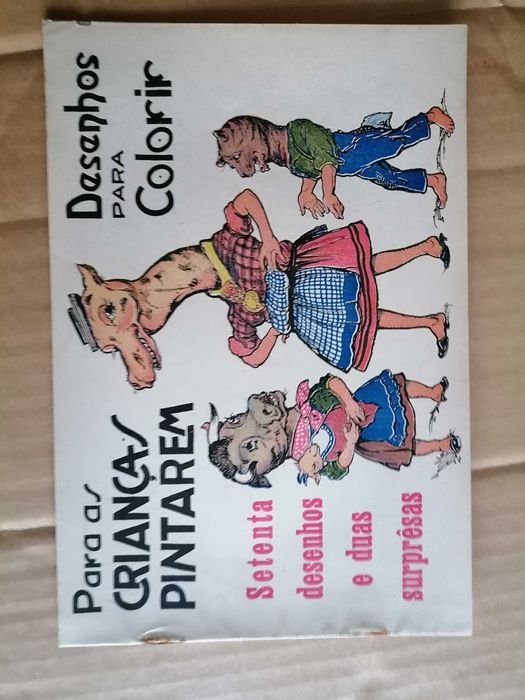 Para as
CRIANÇAS
PINTAREM
Desenhos
PARA
Colorir
Setenta
desenhos
e duas
surprêsas